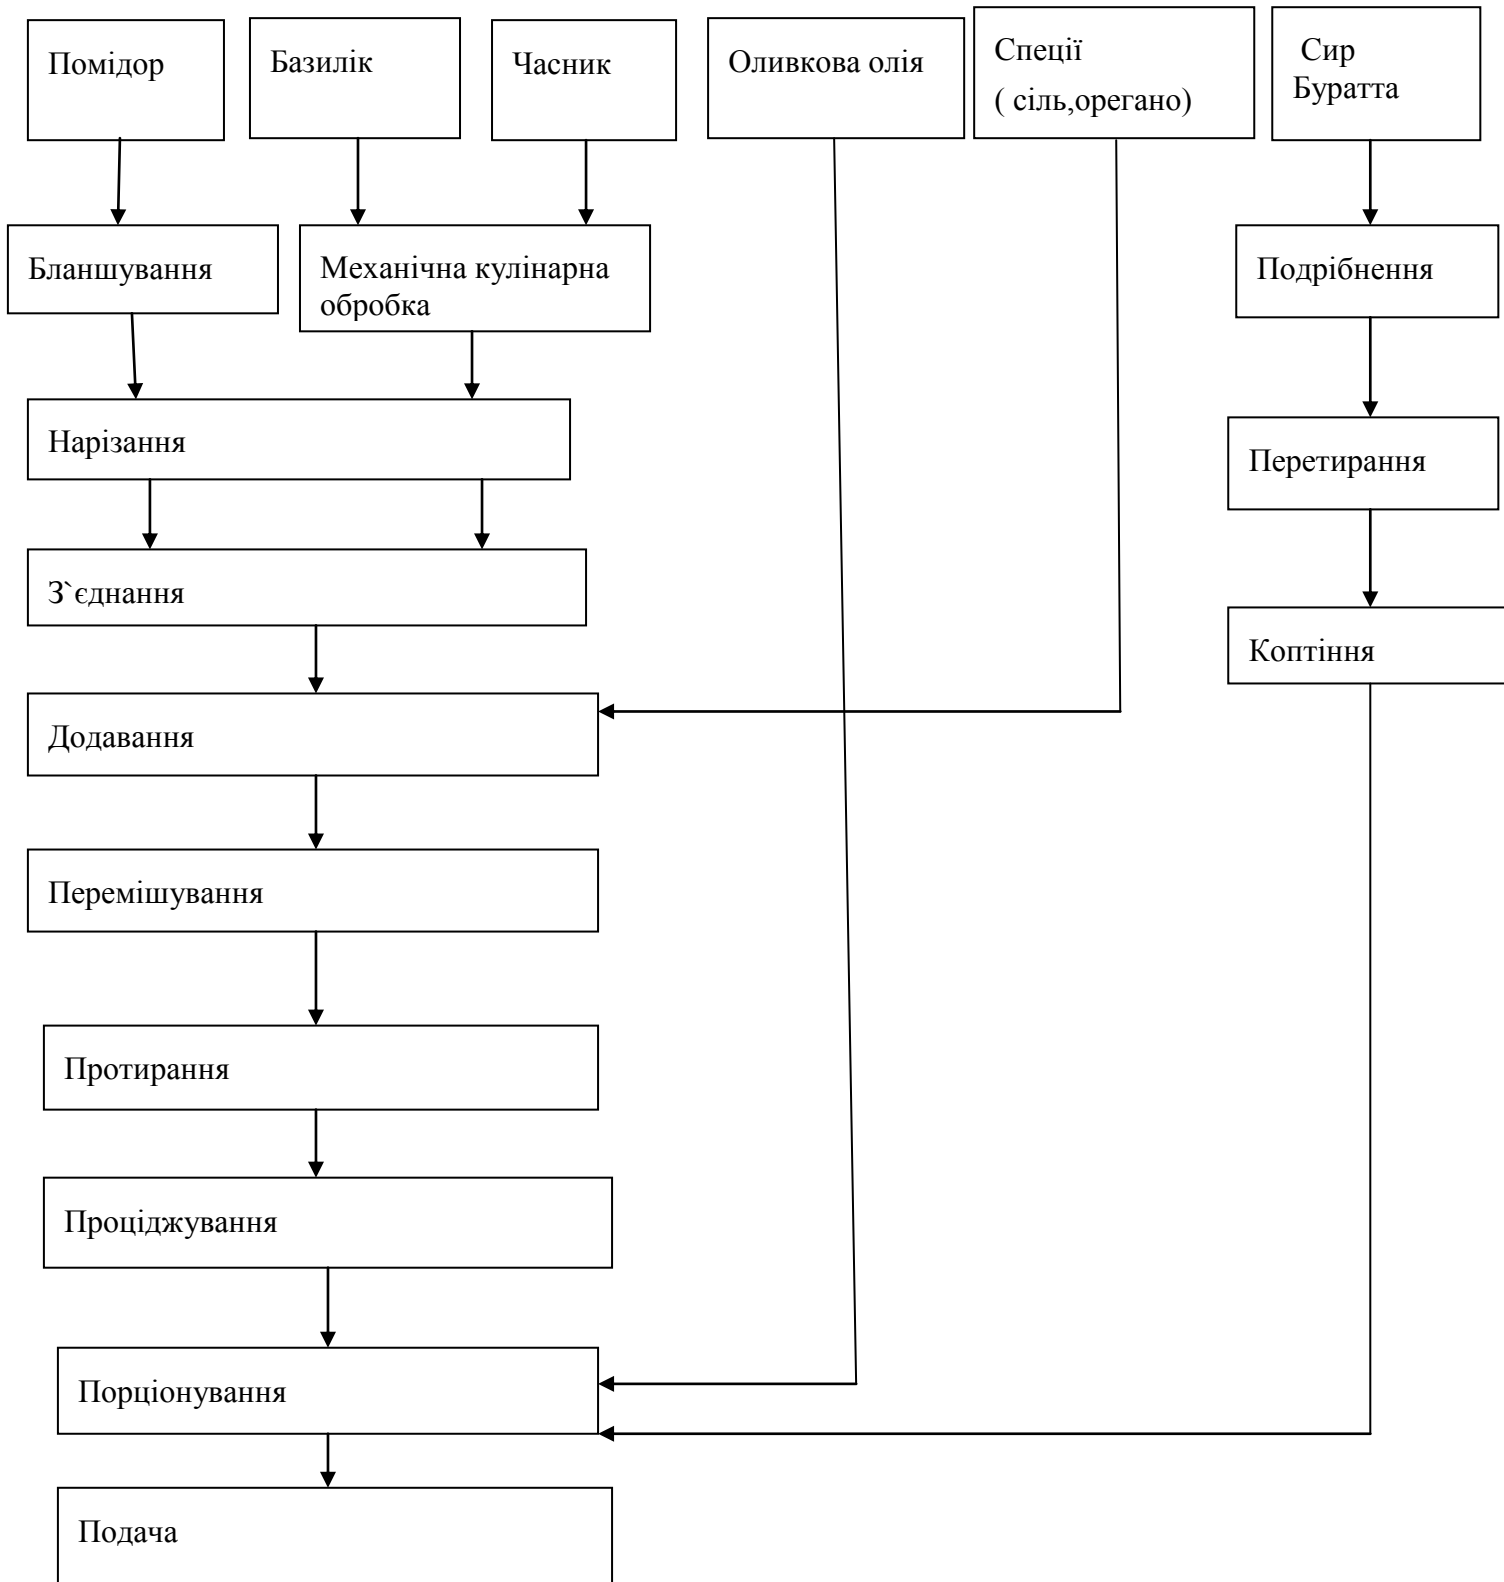 Помідор
Базилік
Часник
Оливкова олія
Спеції
( сіль,орегано)
Сир
Буратта
Бланшування
Механічна кулінарна
обробка
Подрібнення
Нарізання
Перетирання
З`єднання
Коптіння
Додавання
Перемішування
Протирання
Проціджування
Порціонування
Подача